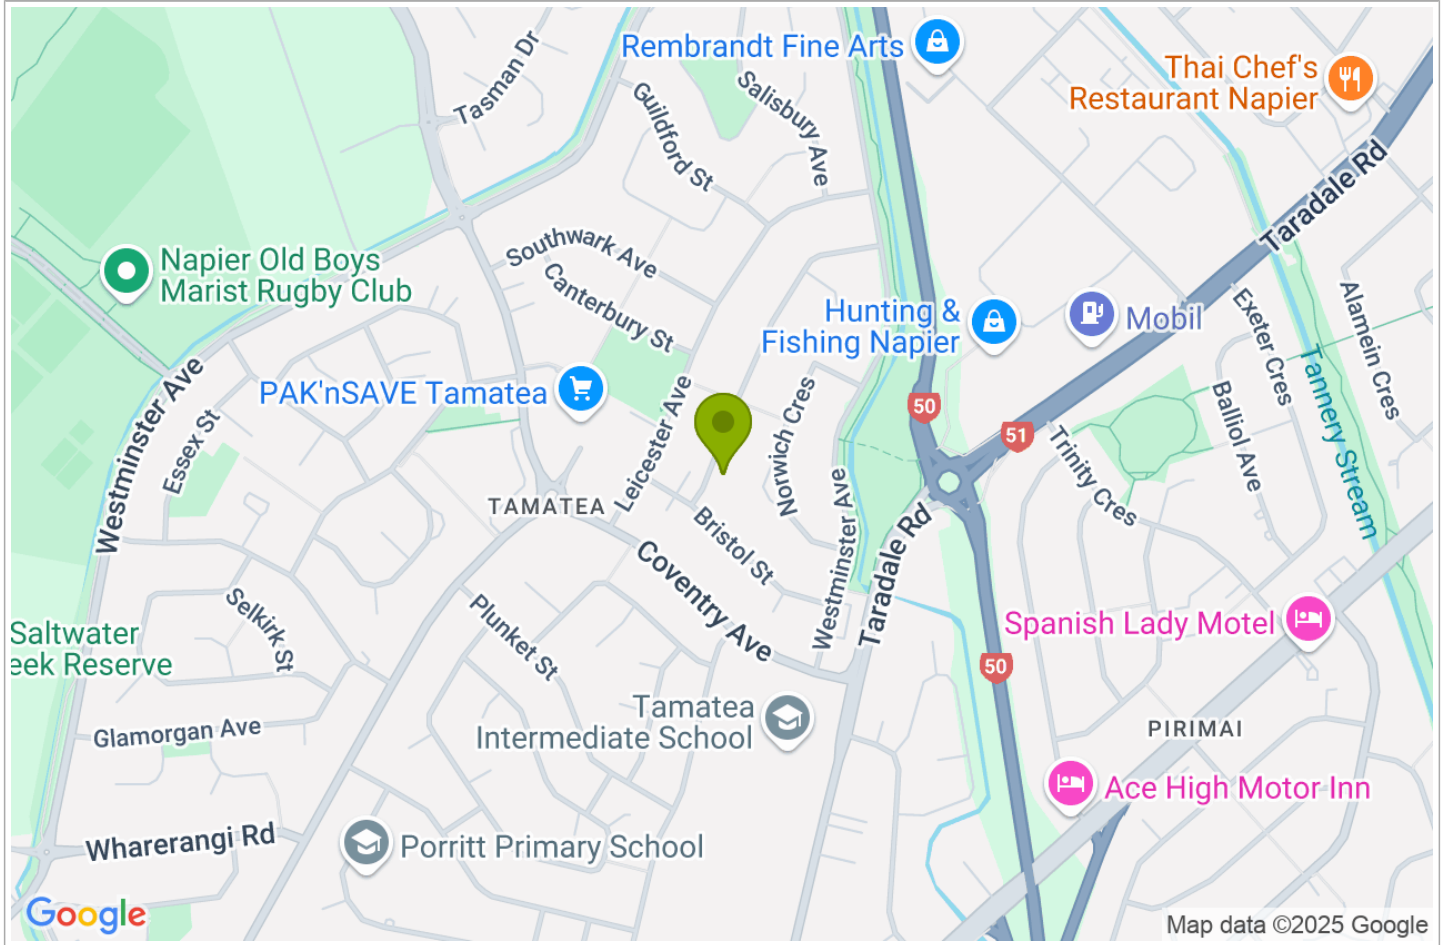 Rembrandt Fine Arts
Thai Chef's
Restaurant Napier
Tasman Dr
Guildford St
Salisbury Ave
Taradale Rd
Napier Old Boys
Marist Rugby Club
Southwark Ave
Canterbury St
Hunting &
Fishing Napier
Mobil
Exeter Cres
Alamein Cres
PAK'nSAVE Tamatea
Westminster Ave
Essex St
Leicester Ave
Norwich Cres
50
51
Balliol Ave
Tannery Stream
Trinity Cres
TAMATEA
Bristol St
Westminster Ave
Taradale Rd
Coventry Ave
Selkirk St
Plunket St
Saltwater
eek Reserve
Spanish Lady Motel
50
Glamorgan Ave
Tamatea
Intermediate School
PIRIMAI
Ace High Motor Inn
Wharerangi Rd
Porritt Primary School
Google
Map data ©2025 Google